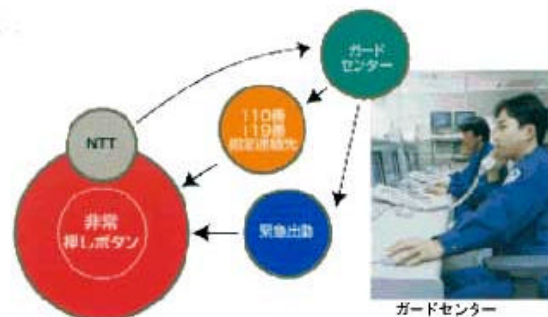 ガード
センター
110番
119番
指定連絡先
NTT
非常
押しボタン
緊急出動
ガードセンター